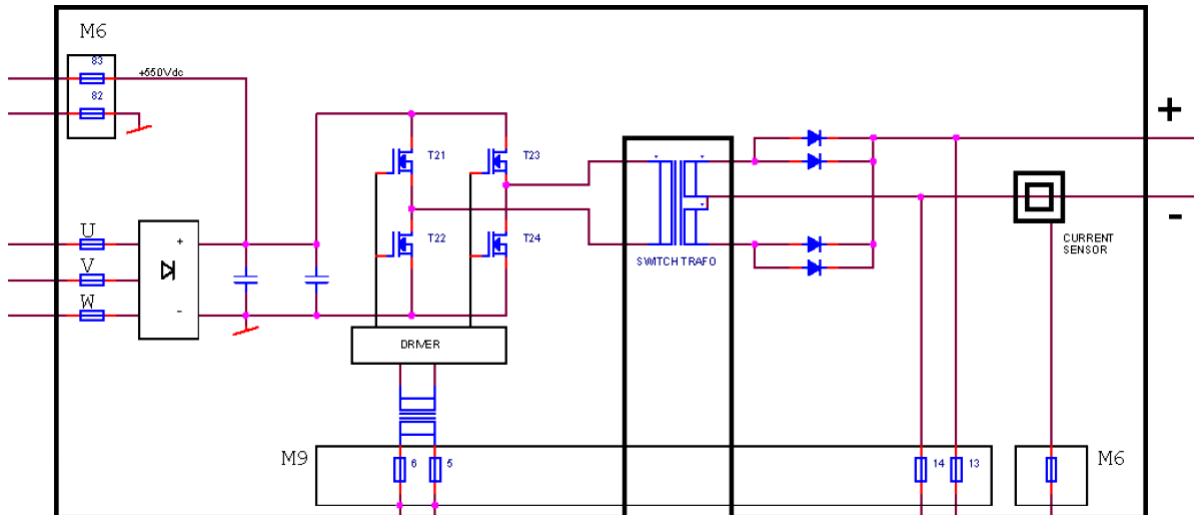 M6
83
+550Vdc
82
+
T21
T23
U
V
W
+
-
T22
T24
SWITCH TRAFO
-
CURRENT
SENSOR
DRIVER
M9
6
5
14
13
M6